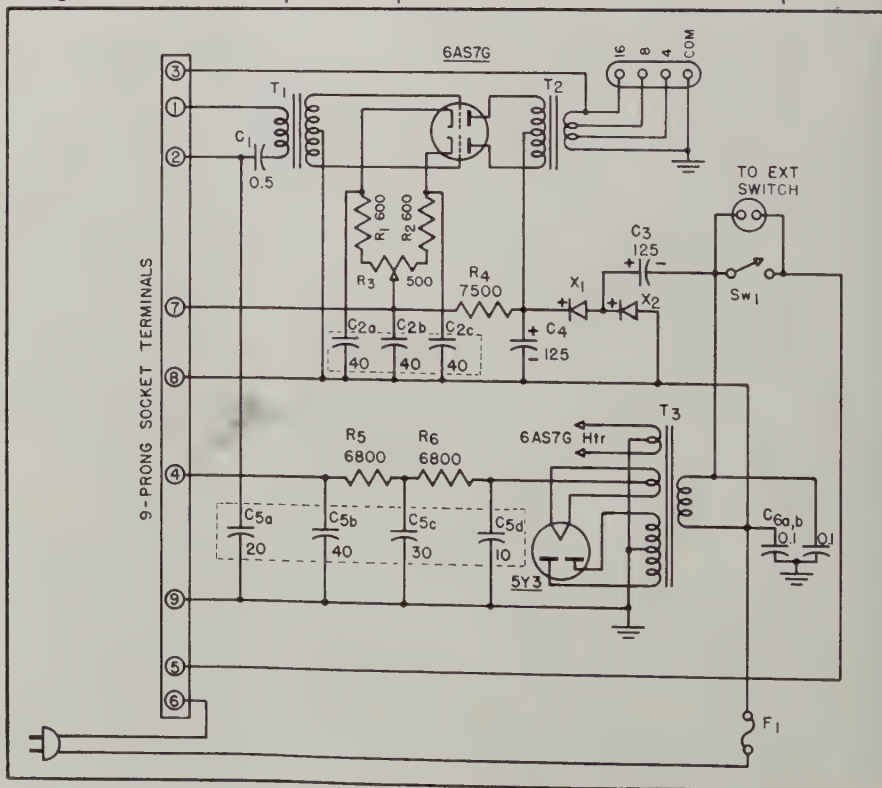 6AS7G
16 8 4 COM
3
T1
T2
1
C1
2
0.5
TO EXT
SWITCH
R1 600
R2 600
R3
500
C3
125
+ -
Sw1
R4
7500
X1
X2
+ +
7
C2a C2b C2c
40 40 40
+
C4
125
-
8
9-PRONG SOCKET TERMINALS
T3
6AS7G Htr
R5
6800
R6
6800
4
C5a
20
C5b
40
C5c
30
C5d
10
C6a,b
0.1 0.1
5Y3
9
5
6
F1